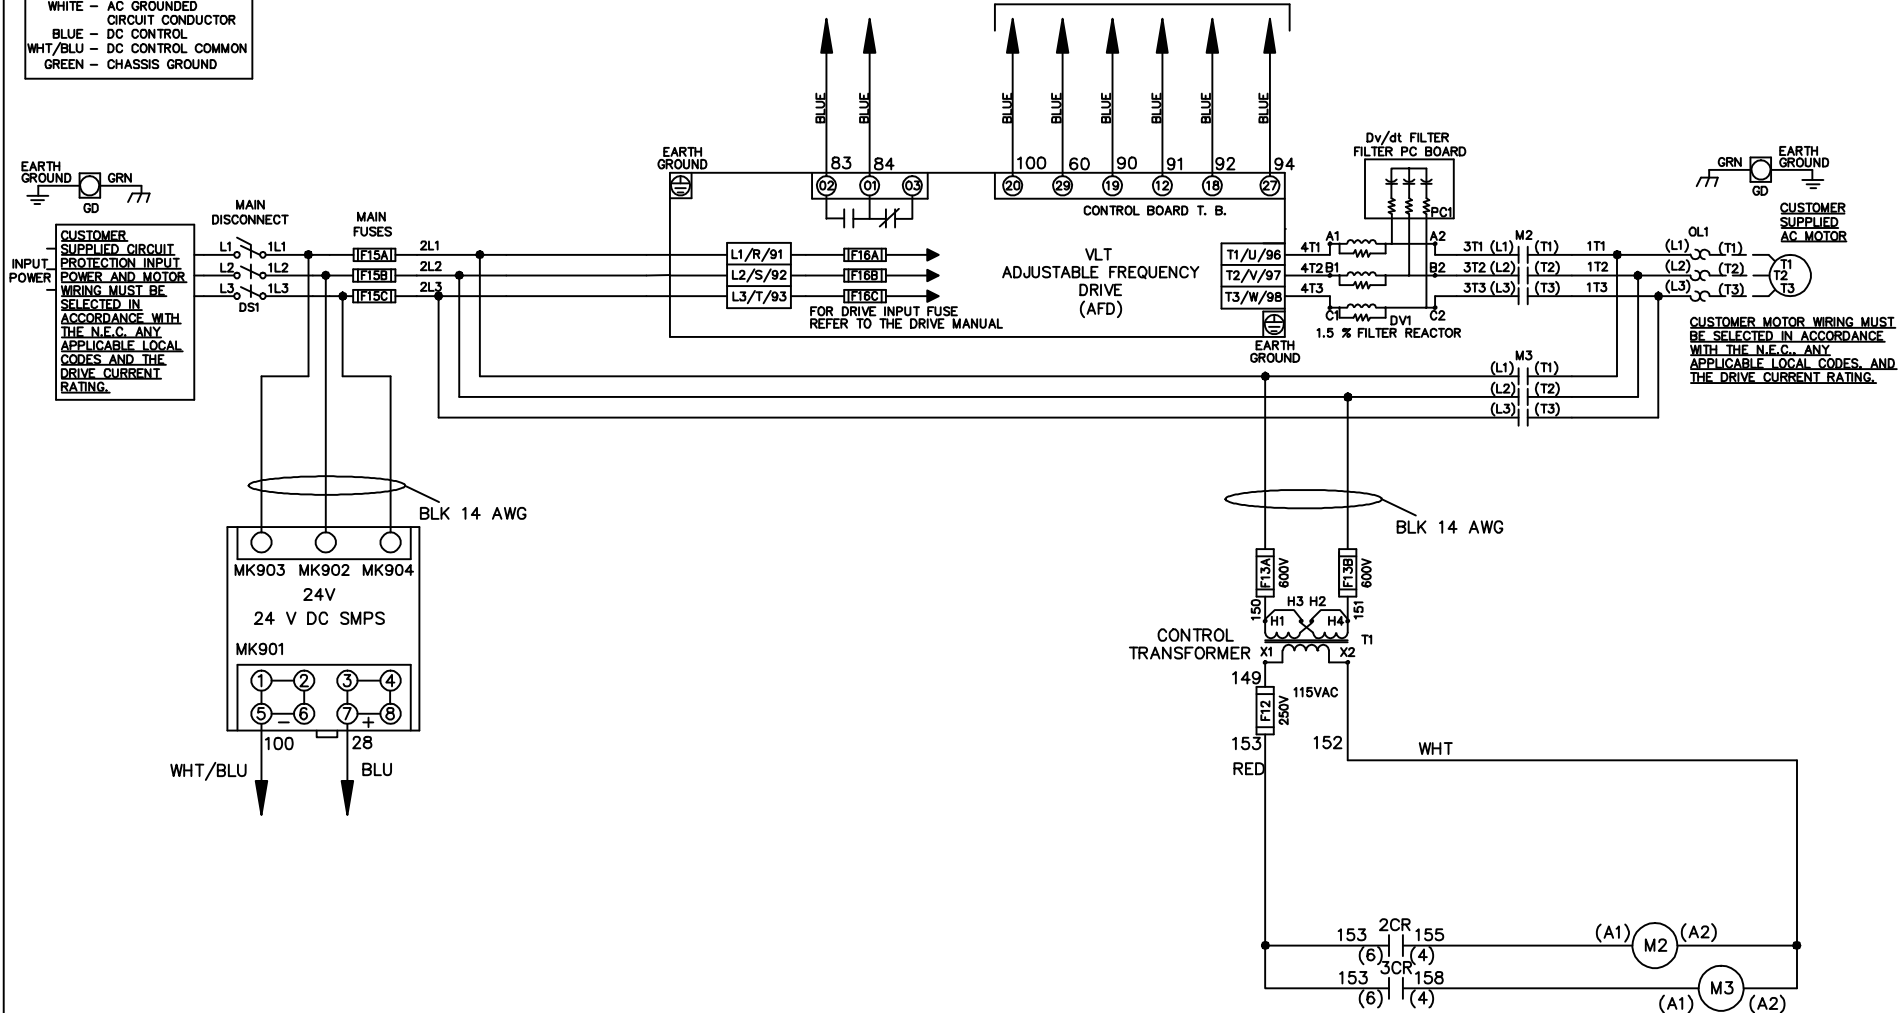 WHITE – AC GROUNDED
CIRCUIT CONDUCTOR
BLUE – DC CONTROL
WHT/BLU – DC CONTROL COMMON
GREEN – CHASSIS GROUND
BLUE
BLUE
BLUE
BLUE
BLUE
BLUE
BLUE
BLUE
83
84
100
60
90
91
92
94
02
01
03
20
29
19
12
18
27
CONTROL BOARD T. B.
EARTH
GROUND
EARTH
GROUND
GRN
GD
MAIN
DISCONNECT
MAIN
FUSES
L1
1L1
F15A
2L1
L2
1L2
F15B
2L2
L3
1L3
F15C
2L3
DS1
INPUT
POWER
CUSTOMER
SUPPLIED CIRCUIT
PROTECTION INPUT
POWER AND MOTOR
WIRING MUST BE
SELECTED IN
ACCORDANCE WITH
THE N.E.C. ANY
APPLICABLE LOCAL
CODES AND THE
DRIVE CURRENT
RATING.
L1/R/91
F16A
L2/S/92
F16B
L3/T/93
F16C
FOR DRIVE INPUT FUSE
REFER TO THE DRIVE MANUAL
VLT
ADJUSTABLE FREQUENCY
DRIVE
(AFD)
T1/U/96
T2/V/97
T3/W/98
EARTH
GROUND
Dv/dt FILTER
FILTER PC BOARD
PC1
4T1
A1
A2
4T2
B1
B2
4T3
C1
C2
DV1
1.5 % FILTER REACTOR
M2
3T1 (L1) (T1) 1T1
3T2 (L2) (T2) 1T2
3T3 (L3) (T3) 1T3
M3
(L1) (T1)
(L2) (T2)
(L3) (T3)
OL1
(L1) (T1)
(L2) (T2)
(L3) (T3)
T1
T2
T3
GRN
GD
EARTH
GROUND
CUSTOMER
SUPPLIED
AC MOTOR
CUSTOMER MOTOR WIRING MUST
BE SELECTED IN ACCORDANCE
WITH THE N.E.C., ANY
APPLICABLE LOCAL CODES, AND
THE DRIVE CURRENT RATING.
BLK 14 AWG
MK903 MK902 MK904
24V
24 V DC SMPS
MK901
1 2 3 4
5 – 6 7 + 8
100
28
WHT/BLU
BLU
BLK 14 AWG
F13A
600V
F13B
600V
150
151
H3 H2
H1
H4
T1
CONTROL
TRANSFORMER
X1
X2
149
115VAC
F12
250V
153
152
RED
WHT
2CR
153
155
(6)
(4)
(A1)
M2
(A2)
3CR
153
158
(6)
(4)
(A1)
M3
(A2)